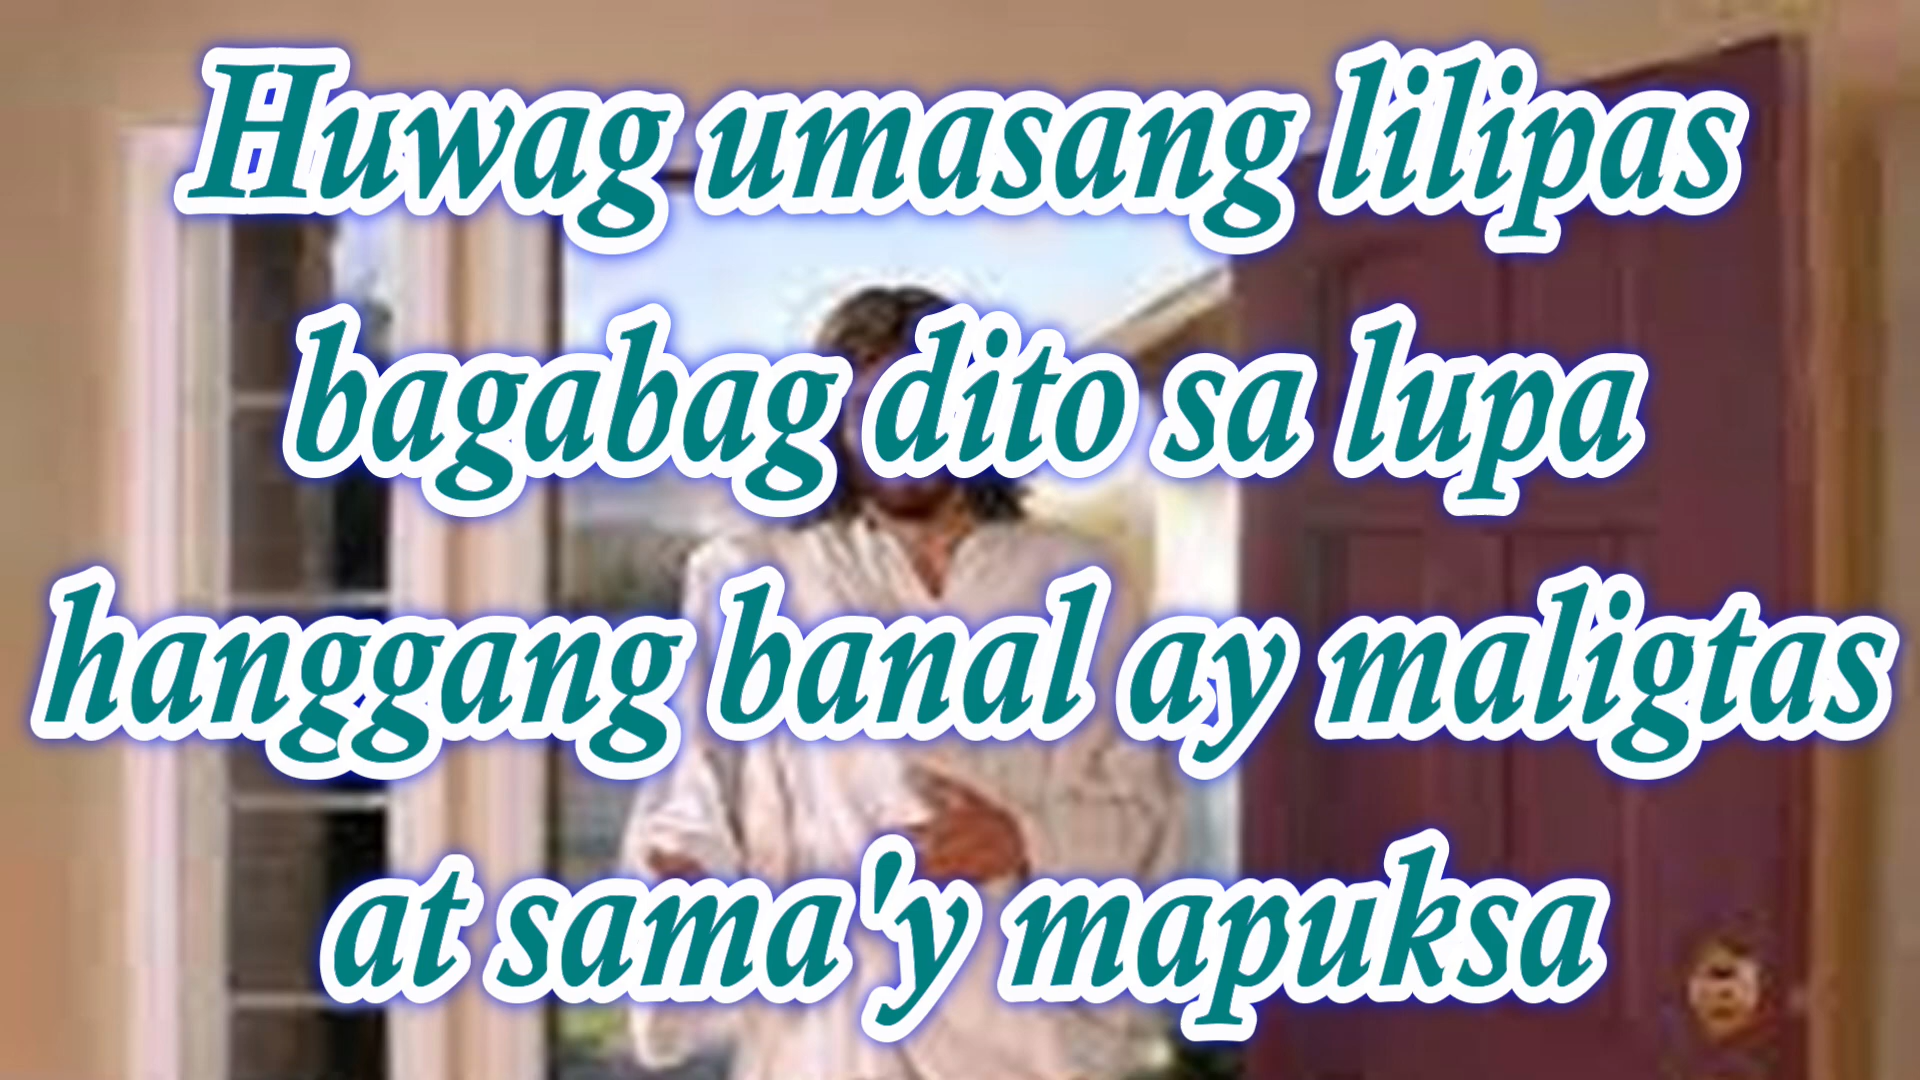 Huwag umasang lilipas
bagabag dito sa lupa
hanggang banal ay maligtas
at sama'y mapuksa